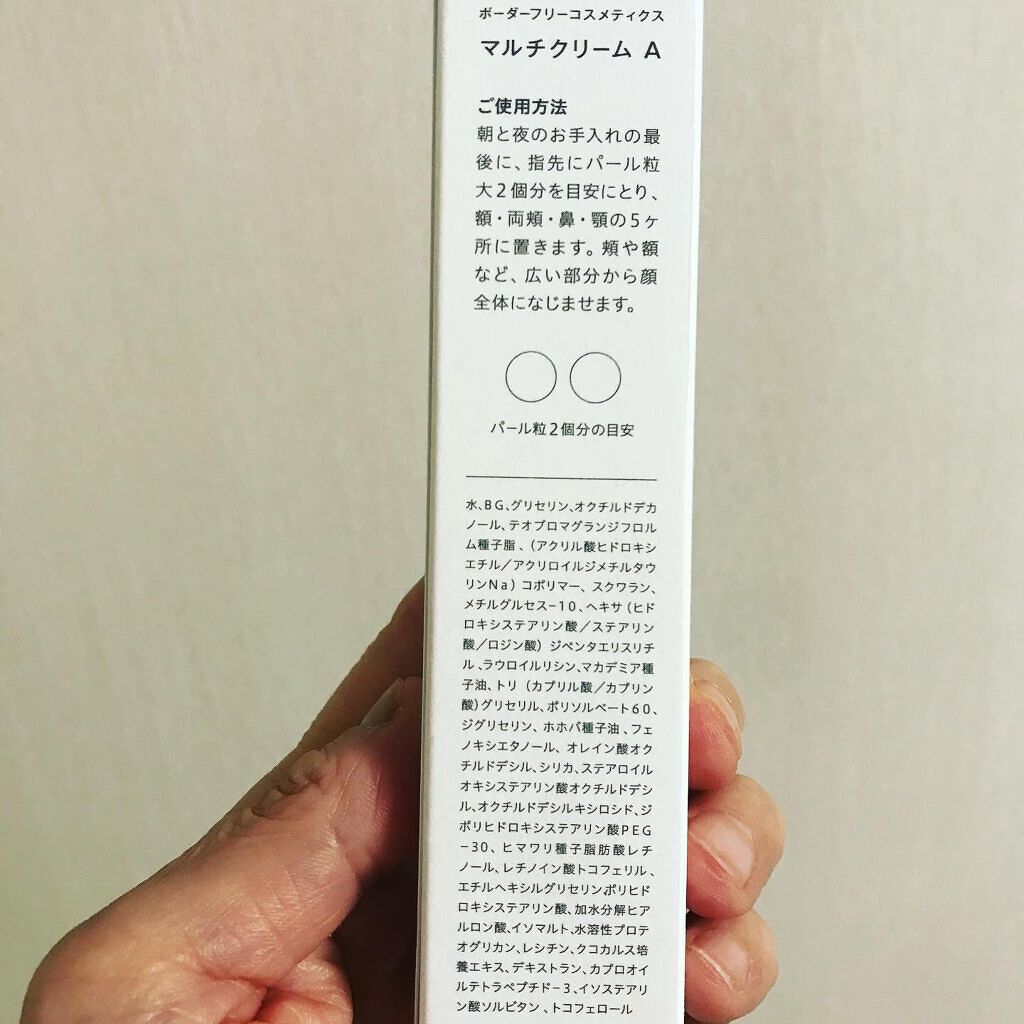 ボーダーフリーコスメティクス
マルチクリーム A
ご使用方法
朝と夜のお手入れの最
後に、指先にパール粒
大2個分を目安にとり、
額・両頰・鼻・顎の5ヶ
所に置きます。頰や額
など、広い部分から顔
全体になじませます。
パール粒2個分の目安
水、BG、グリセリン、オクチルドデカ
ノール、テオブロマグランジフロル
ム種子脂、(アクリル酸ヒドロキシ
エチル/アクリロイルジメチルタウ
リンNa)コポリマー、スクワラン、
メチルグルセス-10、ヘキサ(ヒド
ロキシステアリン酸/ステアリン
酸/ロジン酸)ジペンタエリスリチ
ル、ラウロイルリシン、マカデミア種
子油、トリ(カプリル酸/カプリン
酸)グリセリル、ポリソルベート60、
ジグリセリン、ホホバ種子油、フェ
ノキシエタノール、オレイン酸オク
チルドデシル、シリカ、ステアロイル
オキシステアリン酸オクチルドデシ
ル、オクチルドデシルキシロシド、ジ
ポリヒドロキシステアリン酸PEG
-30、ヒマワリ種子脂肪酸レチ
ノール、レチノイン酸トコフェリル、
エチルヘキシルグリセリンポリヒド
ロキシステアリン酸、加水分解ヒア
ルロン酸、イソマルト、水溶性プロテ
オグリカン、レシチン、クコカルス培
養エキス、デキストラン、カプロオイ
ルテトラペプチド-3、イソステアリ
ン酸ソルビタン、トコフェロール